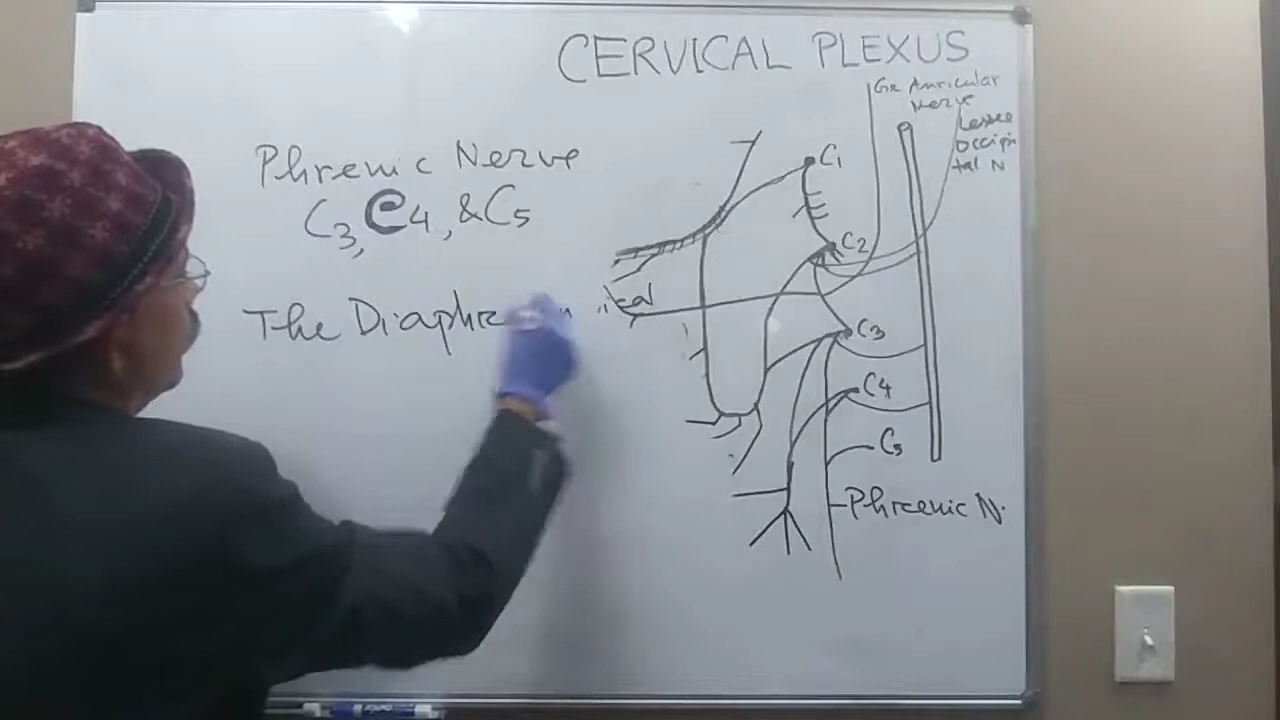 CERVICAL PLEXUS
Gr Auricular
Nerve
Lesser
Occipi
tal N
Phrenic Nerve
C3, C4, & C5
The Diaphr
C1
C2
C3
C4
C5
Phrenic N.